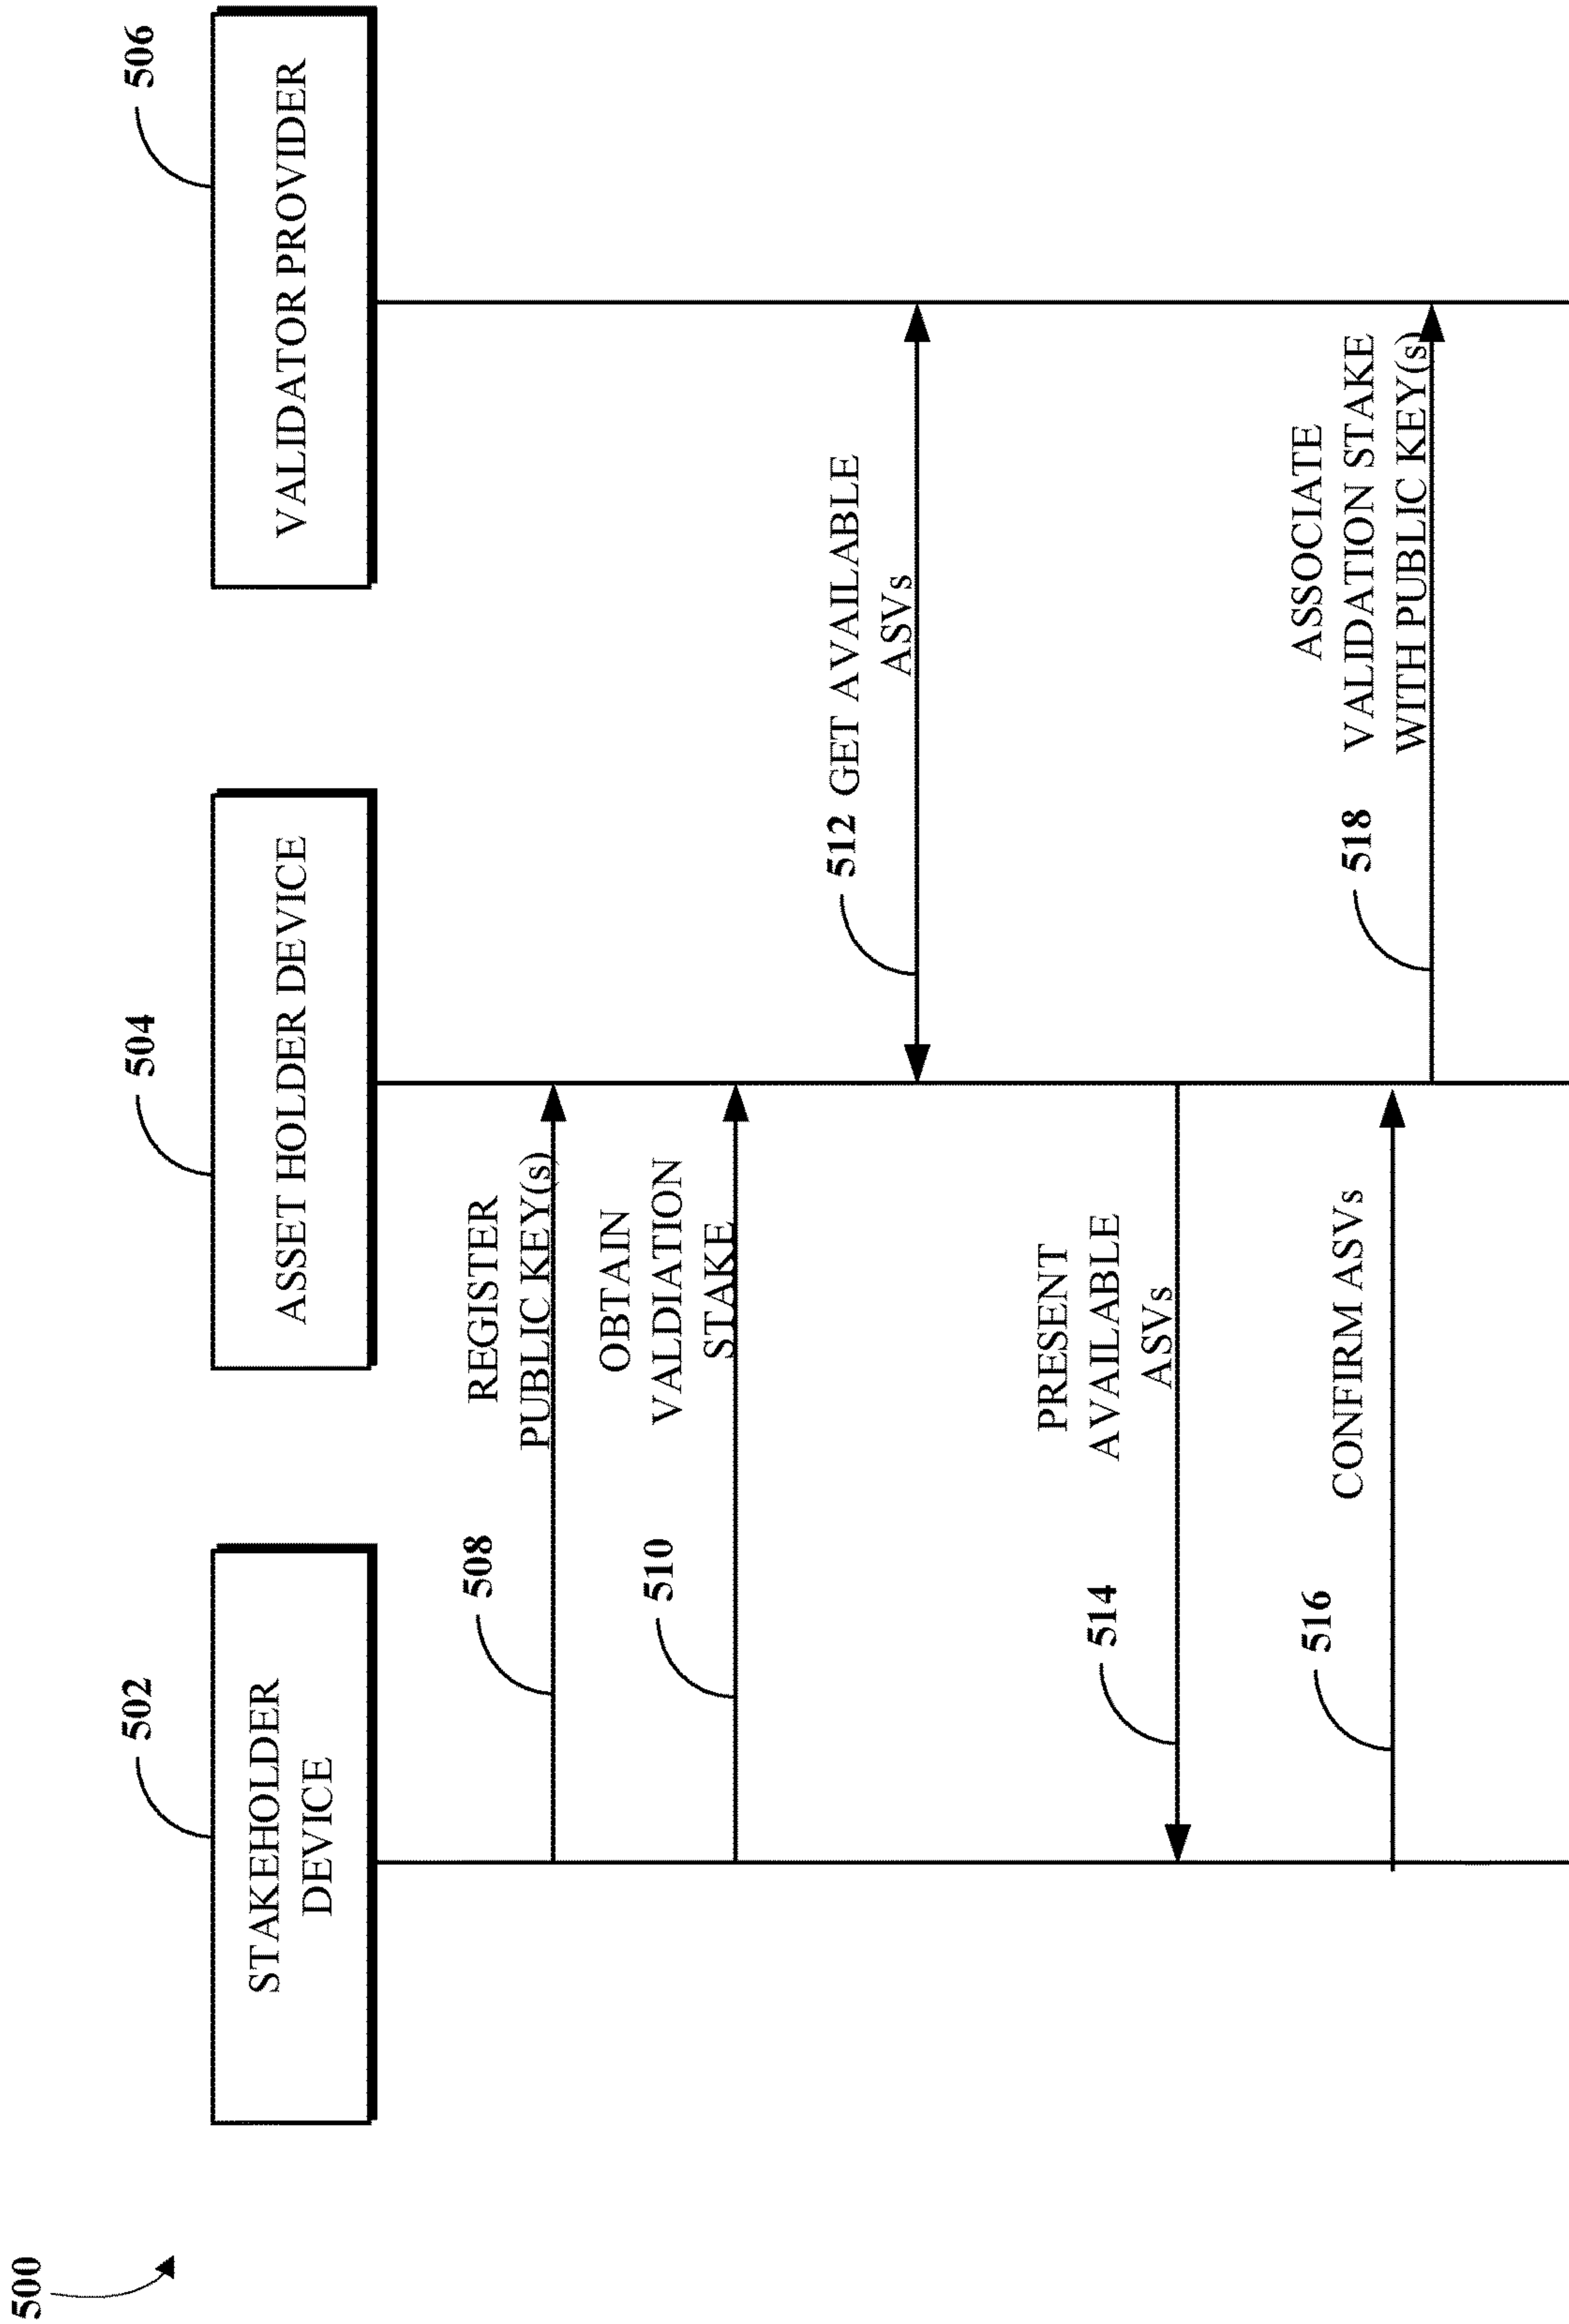 500
502
STAKEHOLDER
DEVICE
504
ASSET HOLDER DEVICE
506
VALIDATOR PROVIDER
508
REGISTER
PUBLIC KEY(s)
510
OBTAIN
VALDIATION
STAKE
512
GET AVAILABLE
ASVs
514
PRESENT
AVAILABLE
ASVs
516
CONFIRM ASVs
518
ASSOCIATE
VALIDATION STAKE
WITH PUBLIC KEY(s)